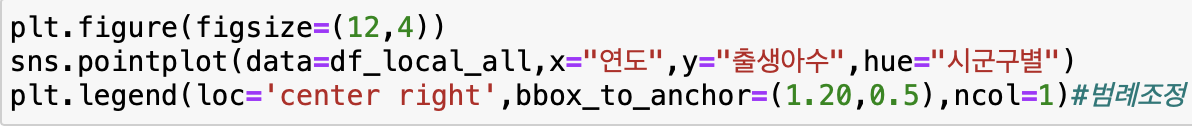 plt.figure(figsize=(12,4))
sns.pointplot(data=df_local_all,x="연도",y="출생아수",hue="시군구별")
plt.legend(loc='center right',bbox_to_anchor=(1.20,0.5),ncol=1)#범례조정